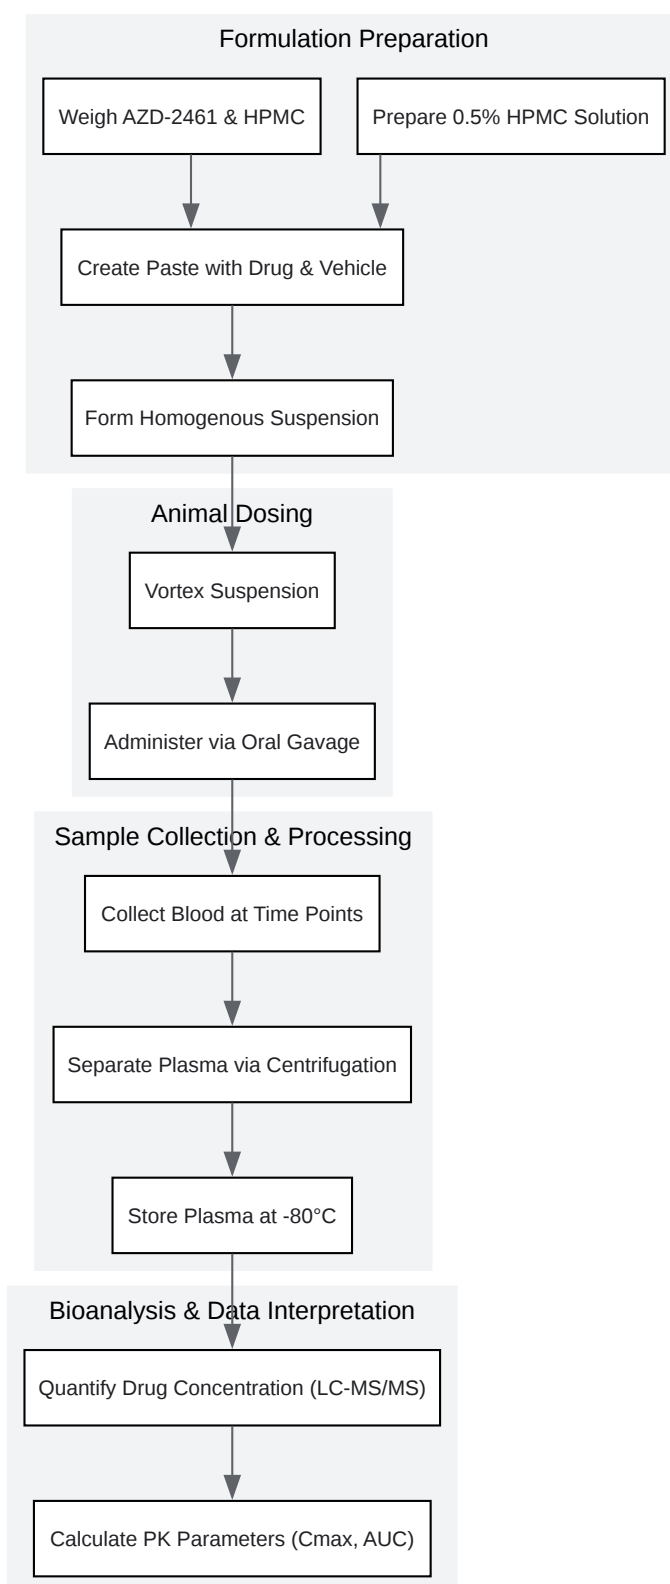 Formulation Preparation
Weigh AZD-2461 & HPMC
Prepare 0.5% HPMC Solution
Create Paste with Drug & Vehicle
Form Homogenous Suspension
Animal Dosing
Vortex Suspension
Administer via Oral Gavage
Sample Collection & Processing
Collect Blood at Time Points
Separate Plasma via Centrifugation
Store Plasma at -80°C
Bioanalysis & Data Interpretation
Quantify Drug Concentration (LC-MS/MS)
Calculate PK Parameters (Cmax, AUC)